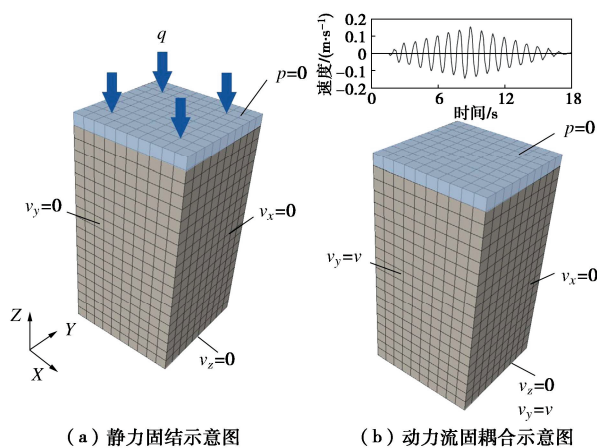 q
p=0
v_y=0
v_x=0
Z
Y
X
v_z=0
（a）静力固结示意图
速度/(m·s⁻¹)
0.2
0.1
0
−0.1
−0.2
0 6 12 18
时间/s
p=0
v_y=v
v_x=0
v_z=0
v_y=v
（b）动力流固耦合示意图